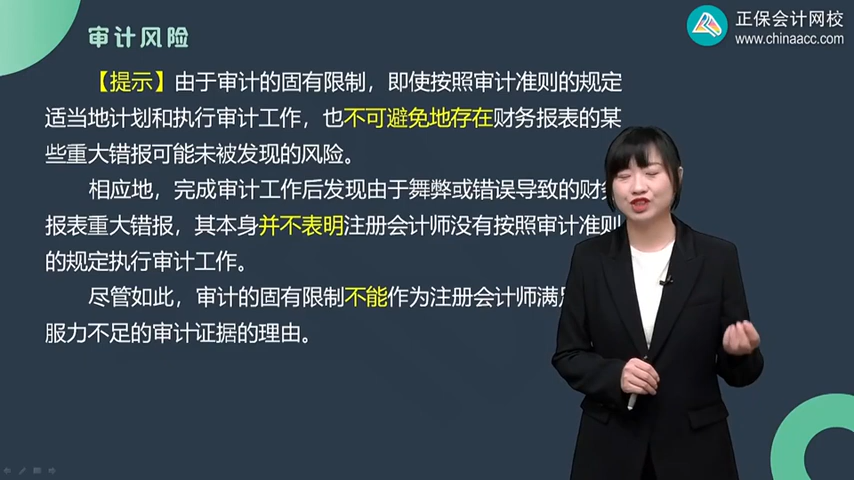 审计风险
正保会计网校
www.chinaacc.com
【提示】由于审计的固有限制，即使按照审计准则的规定
适当地计划和执行审计工作，也不可避免地存在财务报表的某
些重大错报可能未被发现的风险。
相应地，完成审计工作后发现由于舞弊或错误导致的财务
报表重大错报，其本身并不表明注册会计师没有按照审计准则
的规定执行审计工作。
尽管如此，审计的固有限制不能作为注册会计师满足
服力不足的审计证据的理由。